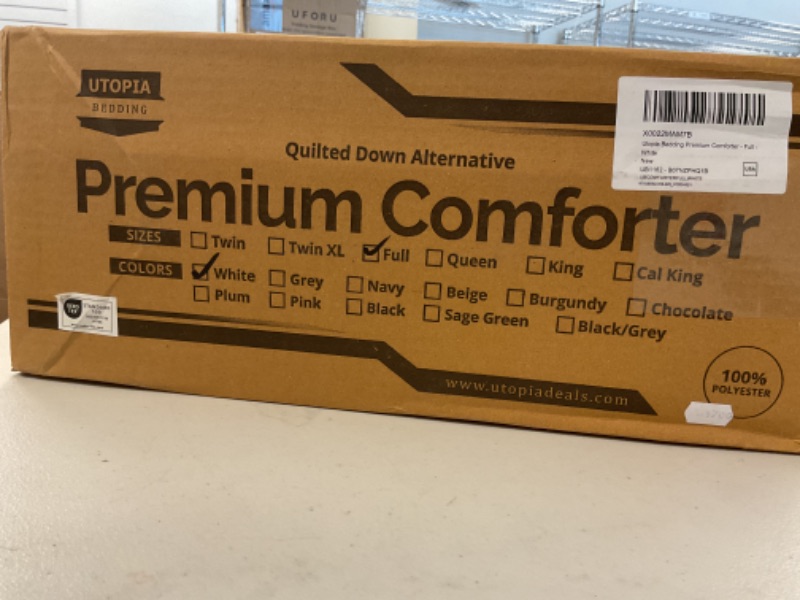 UFORU
UTOPIA
BEDDING
Quilted Down Alternative
Premium Comforter
SIZES Twin Twin XL Full Queen King Cal King
COLORS White Grey Navy Beige Burgundy Chocolate
Plum Pink Black Sage Green Black/Grey
www.utopiadeals.com
100%
POLYESTER
Utopia Bedding Premium Comforter - Full -
White
New